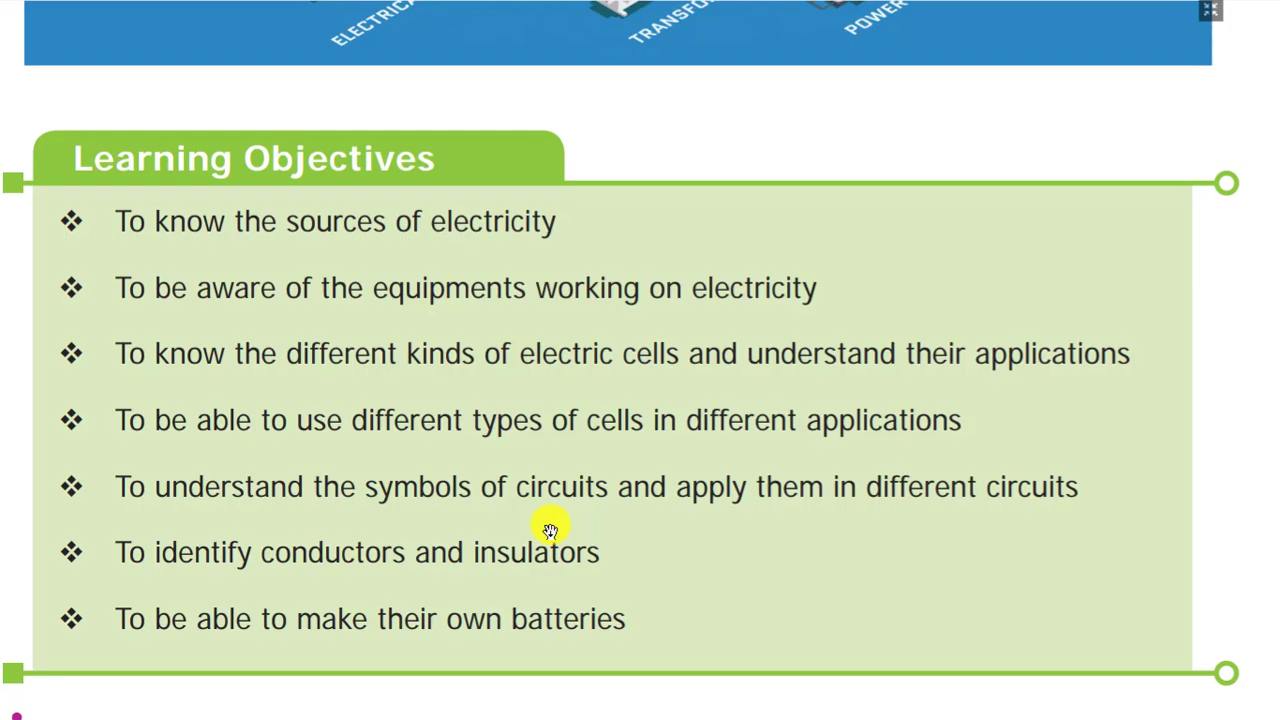 POWER
Learning Objectives
❖ To know the sources of electricity
❖ To be aware of the equipments working on electricity
❖ To know the different kinds of electric cells and understand their applications
❖ To be able to use different types of cells in different applications
❖ To understand the symbols of circuits and apply them in different circuits
❖ To identify conductors and insulators
❖ To be able to make their own batteries